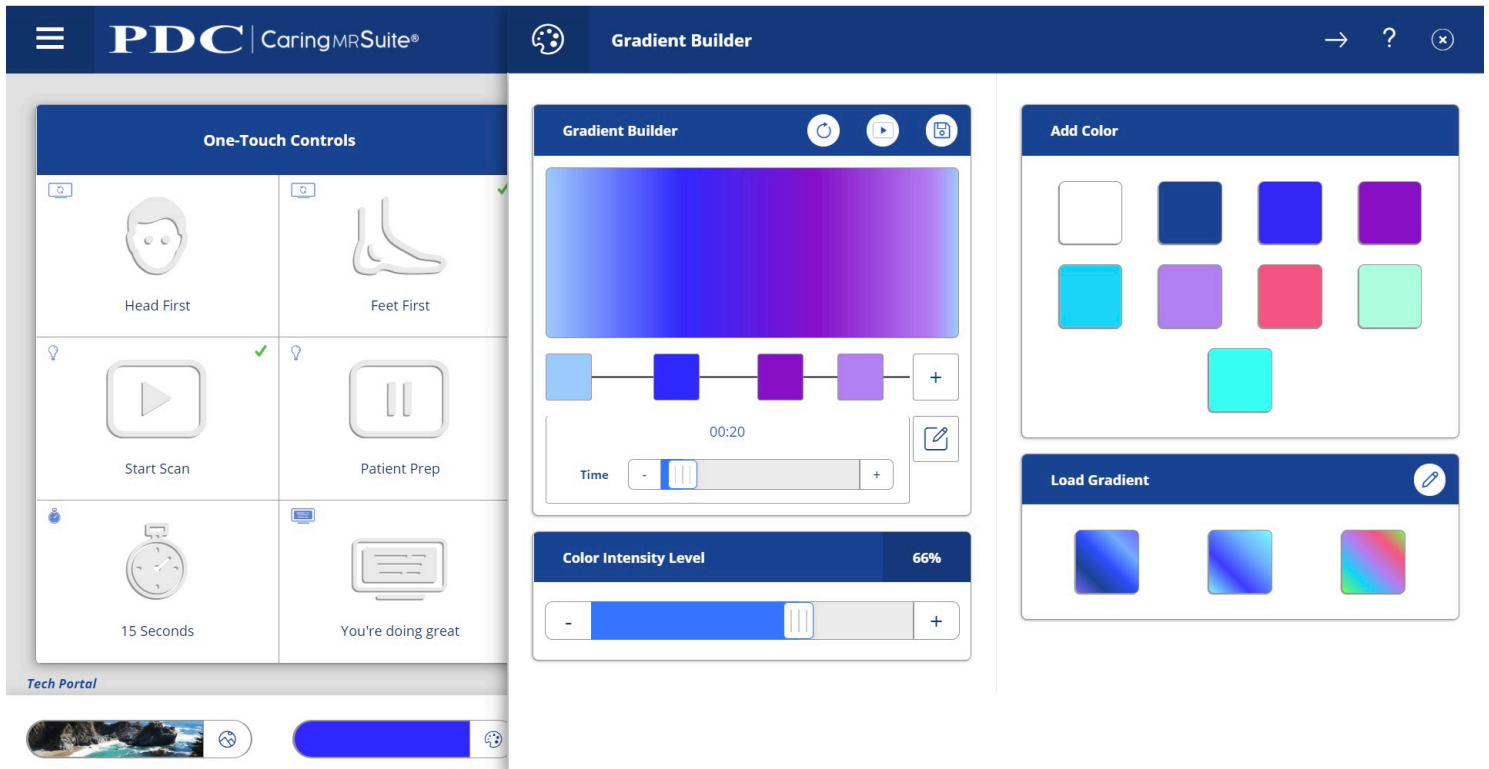 PDC | CaringMRSuite®
Gradient Builder
?
One-Touch Controls
Head First
Feet First
Start Scan
Patient Prep
15 Seconds
You're doing great
Tech Portal
Gradient Builder
+
00:20
Time - +
Color Intensity Level 66%
- +
Add Color
Load Gradient